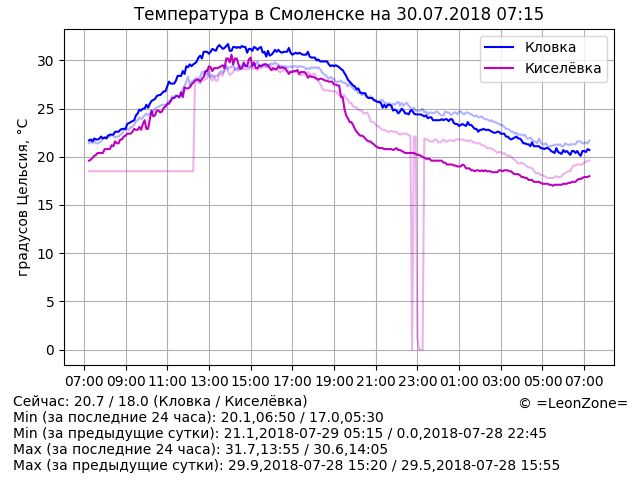 Температура в Смоленске на 30.07.2018 07:15
Кловка
Киселёвка
градусов Цельсия, °C
30
25
20
15
10
5
0
07:00 09:00 11:00 13:00 15:00 17:00 19:00 21:00 23:00 01:00 03:00 05:00 07:00
Сейчас: 20.7 / 18.0 (Кловка / Киселёвка)
© =LeonZone=
Min (за последние 24 часа): 20.1,06:50 / 17.0,05:30
Min (за предыдущие сутки): 21.1,2018-07-29 05:15 / 0.0,2018-07-28 22:45
Max (за последние 24 часа): 31.7,13:55 / 30.6,14:05
Max (за предыдущие сутки): 29.9,2018-07-28 15:20 / 29.5,2018-07-28 15:55